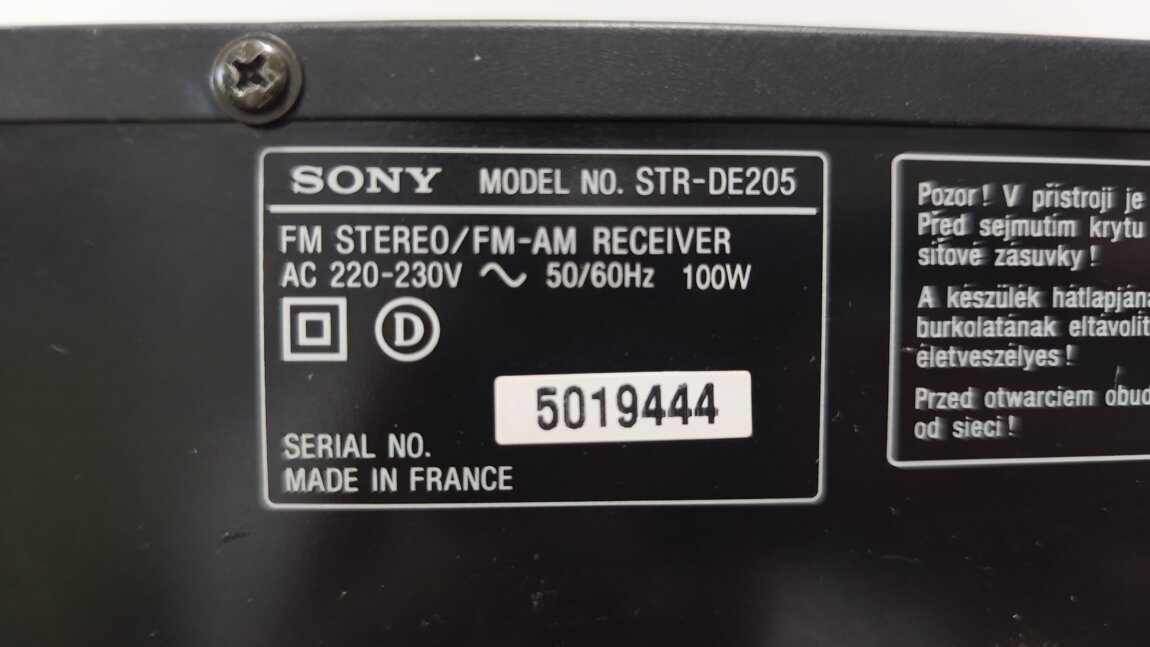 SONY MODEL NO. STR-DE205
FM STEREO/FM-AM RECEIVER
AC 220-230V ～ 50/60Hz 100W
D
5019444
SERIAL NO.
MADE IN FRANCE
Pozor! V přístroji je
Před sejmutím krytu
síťové zásuvky!
A készülék hátlapjána
burkolatának eltávolít
életveszélyes!
Przed otwarciem obud
od sieci!